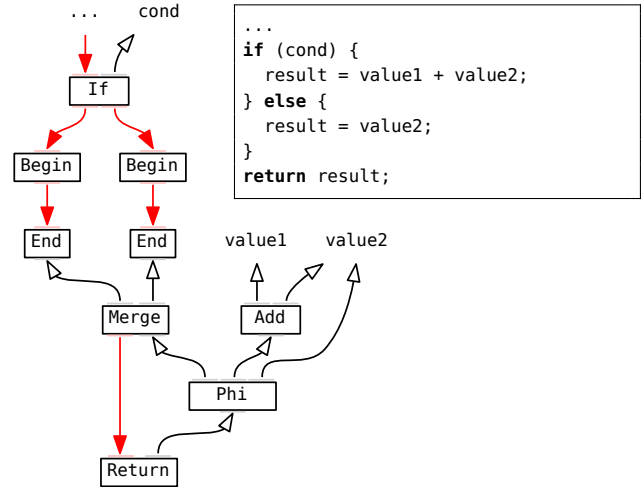 ... cond
If
Begin Begin
End End value1 value2
Merge Add
Phi
Return
...
if (cond) {
  result = value1 + value2;
} else {
  result = value2;
}
return result;